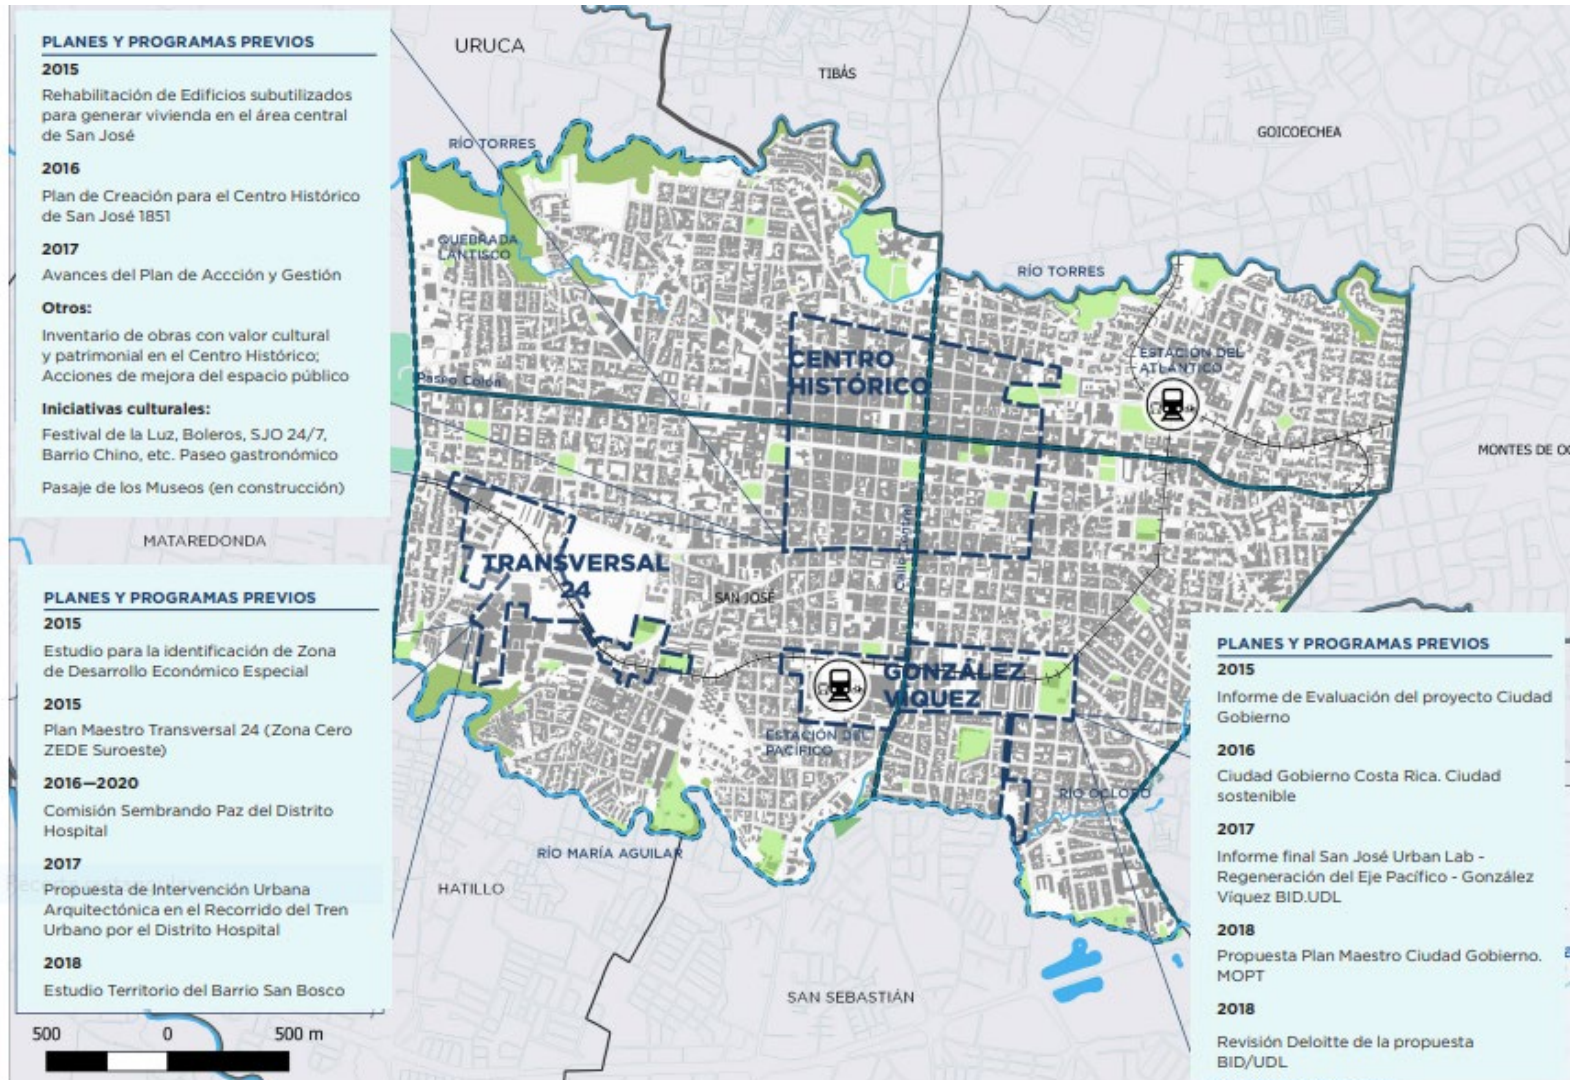 PLANES Y PROGRAMAS PREVIOS
2015
Rehabilitación de Edificios subutilizados
para generar vivienda en el área central
de San José
2016
Plan de Creación para el Centro Histórico
de San José 1851
2017
Avances del Plan de Accción y Gestión
Otros:
Inventario de obras con valor cultural
y patrimonial en el Centro Histórico;
Acciones de mejora del espacio público
Iniciativas culturales:
Festival de la Luz, Boleros, SJO 24/7,
Barrio Chino, etc. Paseo gastronómico
Pasaje de los Museos (en construcción)
URUCA
TIBÁS
GOICOECHEA
RÍO TORRES
QUEBRADA
LANTISCO
RÍO TORRES
CENTRO
HISTÓRICO
ESTACIÓN DEL
ATLÁNTICO
Paseo Colón
MONTES DE OC
MATAREDONDA
TRANSVERSAL
24
SAN JOSÉ
Calle Central
GONZÁLEZ
VÍQUEZ
ESTACIÓN DEL
PACÍFICO
RÍO OCLORO
RÍO MARÍA AGUILAR
HATILLO
SAN SEBASTIÁN
PLANES Y PROGRAMAS PREVIOS
2015
Estudio para la identificación de Zona
de Desarrollo Económico Especial
2015
Plan Maestro Transversal 24 (Zona Cero
ZEDE Suroeste)
2016—2020
Comisión Sembrando Paz del Distrito
Hospital
2017
Propuesta de Intervención Urbana
Arquitectónica en el Recorrido del Tren
Urbano por el Distrito Hospital
2018
Estudio Territorio del Barrio San Bosco
500 0 500 m
PLANES Y PROGRAMAS PREVIOS
2015
Informe de Evaluación del proyecto Ciudad
Gobierno
2016
Ciudad Gobierno Costa Rica. Ciudad
sostenible
2017
Informe final San José Urban Lab -
Regeneración del Eje Pacífico - González
Víquez BID.UDL
2018
Propuesta Plan Maestro Ciudad Gobierno.
MOPT
2018
Revisión Deloitte de la propuesta
BID/UDL